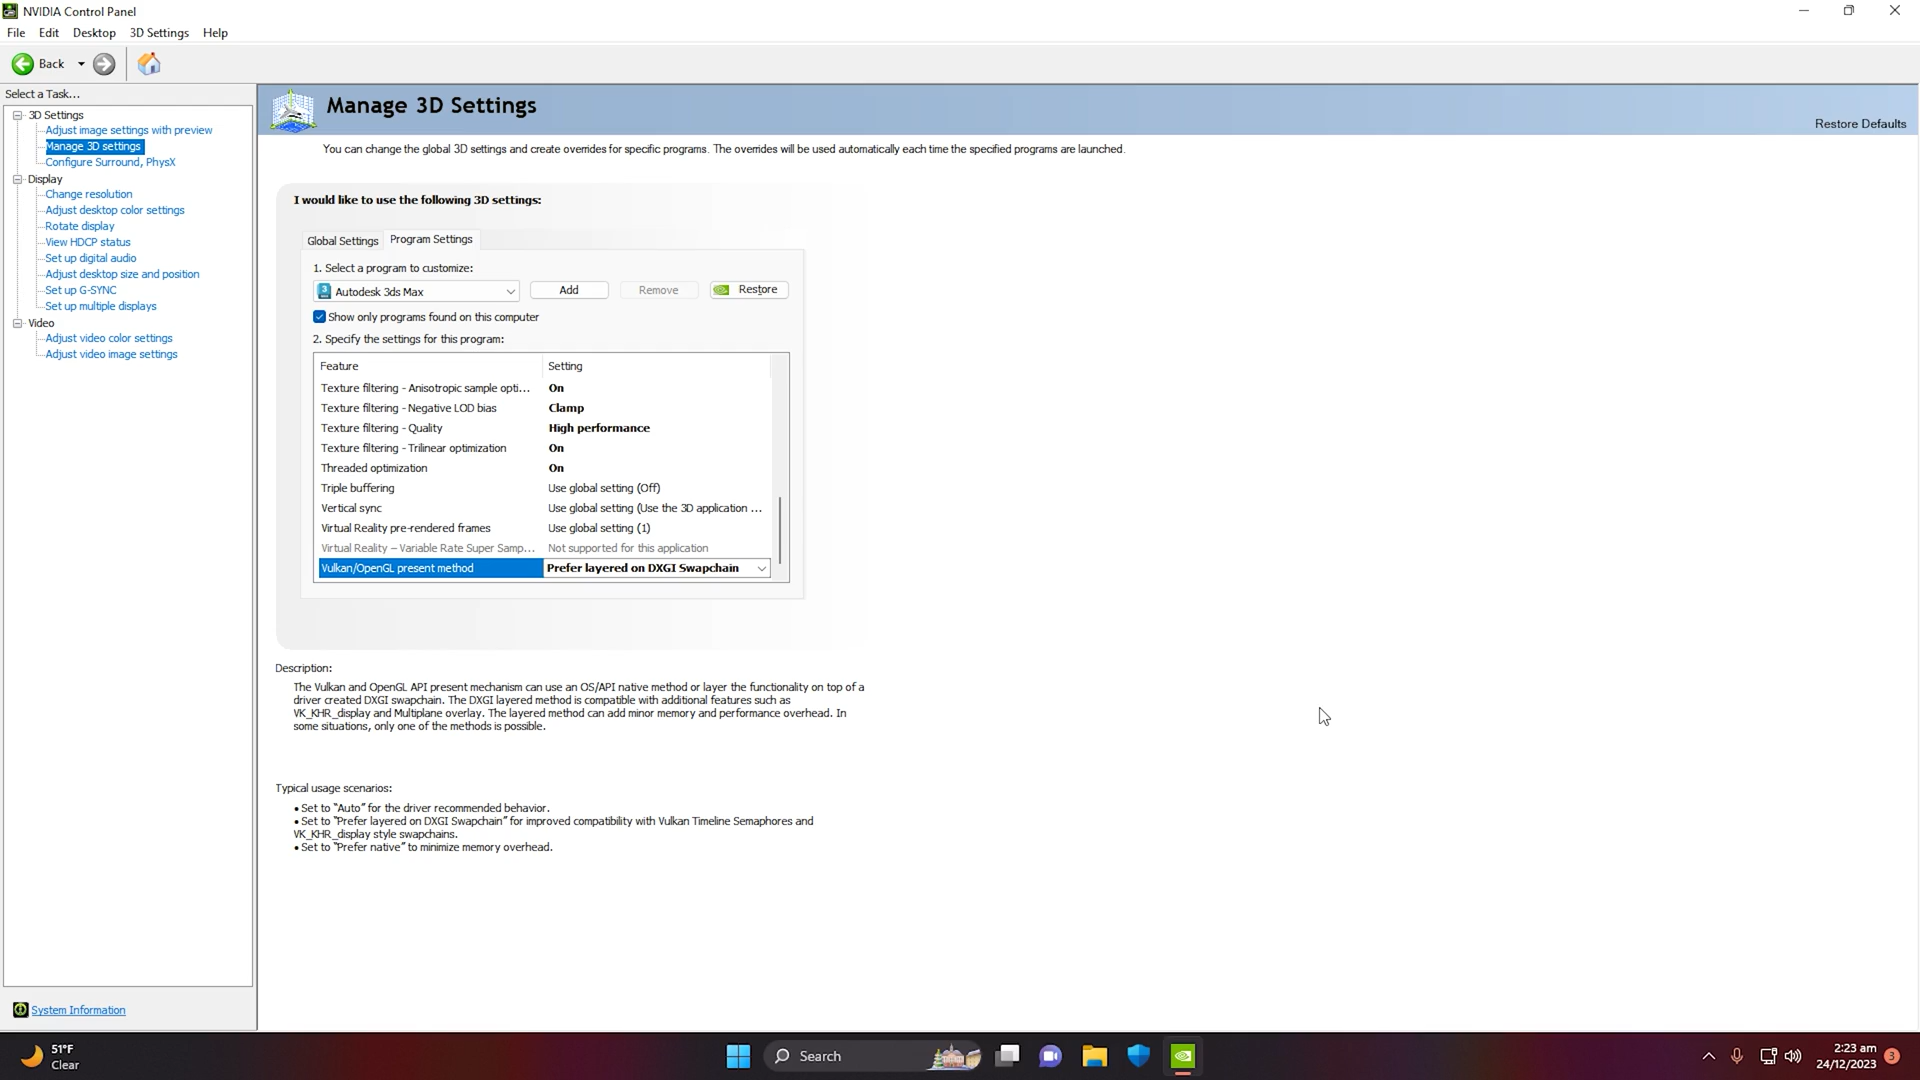 NVIDIA Control Panel
File Edit Desktop 3D Settings Help
Back
Select a Task...
3D Settings
Adjust image settings with preview
Manage 3D settings
Configure Surround, PhysX
Display
Change resolution
Adjust desktop color settings
Rotate display
View HDCP status
Set up digital audio
Adjust desktop size and position
Set up G-SYNC
Set up multiple displays
Video
Adjust video color settings
Adjust video image settings
System Information
Manage 3D Settings
Restore Defaults
You can change the global 3D settings and create overrides for specific programs. The overrides will be used automatically each time the specified programs are launched.
I would like to use the following 3D settings:
Global Settings Program Settings
1. Select a program to customize:
Autodesk 3ds Max Add Remove Restore
Show only programs found on this computer
2. Specify the settings for this program:
Feature Setting
Texture filtering - Anisotropic sample opti... On
Texture filtering - Negative LOD bias Clamp
Texture filtering - Quality High performance
Texture filtering - Trilinear optimization On
Threaded optimization On
Triple buffering Use global setting (Off)
Vertical sync Use global setting (Use the 3D application ...
Virtual Reality pre-rendered frames Use global setting (1)
Virtual Reality – Variable Rate Super Samp... Not supported for this application
Vulkan/OpenGL present method Prefer layered on DXGI Swapchain
Description:
The Vulkan and OpenGL API present mechanism can use an OS/API native method or layer the functionality on top of a
driver created DXGI swapchain. The DXGI layered method is compatible with additional features such as
VK_KHR_display and Multiplane overlay. The layered method can add minor memory and performance overhead. In
some situations, only one of the methods is possible.
Typical usage scenarios:
• Set to “Auto” for the driver recommended behavior.
• Set to “Prefer layered on DXGI Swapchain” for improved compatibility with Vulkan Timeline Semaphores and
VK_KHR_display style swapchains.
• Set to “Prefer native” to minimize memory overhead.
51°F
Clear
Search
2:23 am
24/12/2023
3